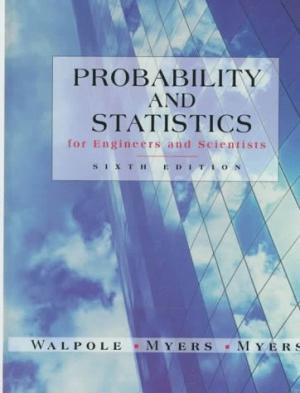 PROBABILITY
AND
STATISTICS
for Engineers and Scientists
SIXTH EDITION
WALPOLE ▪ MYERS ▪ MYERS